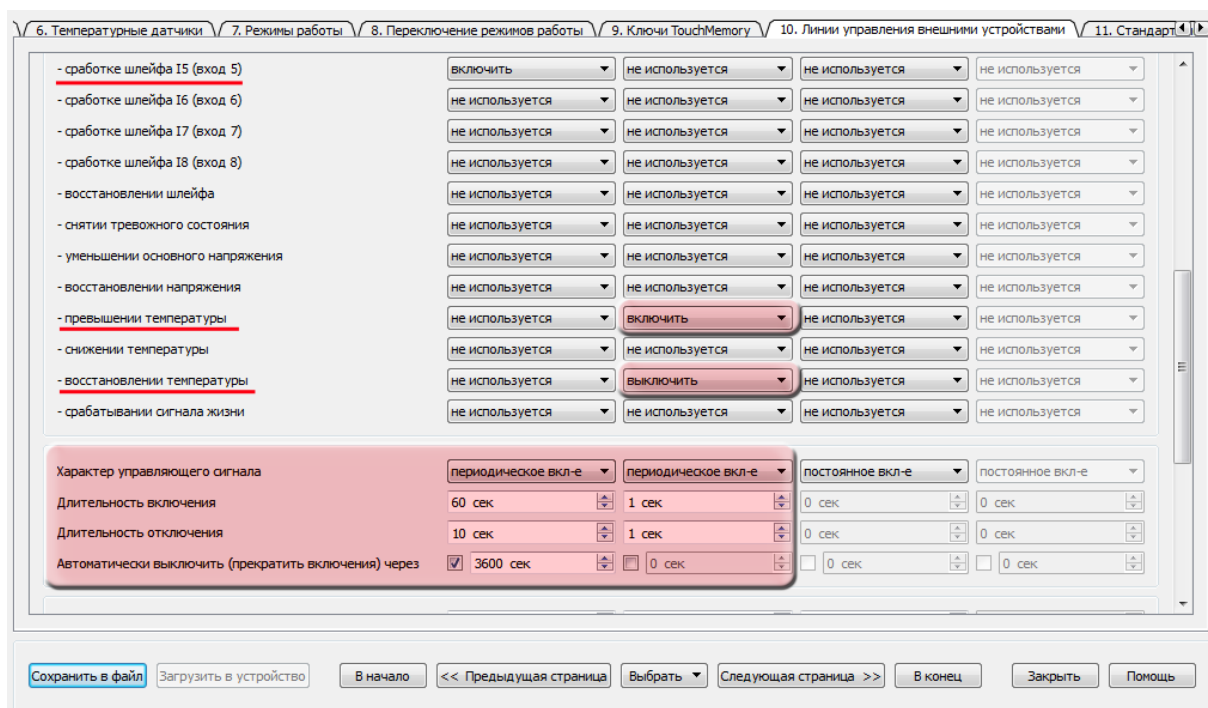 6. Температурные датчики 7. Режимы работы 8. Переключение режимов работы 9. Ключи TouchMemory 10. Линии управления внешними устройствами 11. Стандарт
- сработке шлейфа I5 (вход 5) включить не используется не используется не используется
- сработке шлейфа I6 (вход 6) не используется не используется не используется не используется
- сработке шлейфа I7 (вход 7) не используется не используется не используется не используется
- сработке шлейфа I8 (вход 8) не используется не используется не используется не используется
- восстановлении шлейфа не используется не используется не используется не используется
- снятии тревожного состояния не используется не используется не используется не используется
- уменьшении основного напряжения не используется не используется не используется не используется
- восстановлении напряжения не используется не используется не используется не используется
- превышении температуры не используется включить не используется не используется
- снижении температуры не используется не используется не используется не используется
- восстановлении температуры не используется выключить не используется не используется
- срабатывании сигнала жизни не используется не используется не используется не используется
Характер управляющего сигнала периодическое вкл-е периодическое вкл-е постоянное вкл-е постоянное вкл-е
Длительность включения 60 сек 1 сек 0 сек 0 сек
Длительность отключения 10 сек 1 сек 0 сек 0 сек
Автоматически выключить (прекратить включения) через 3600 сек 0 сек 0 сек 0 сек
Сохранить в файл Загрузить в устройство В начало << Предыдущая страница Выбрать Следующая страница >> В конец Закрыть Помощь